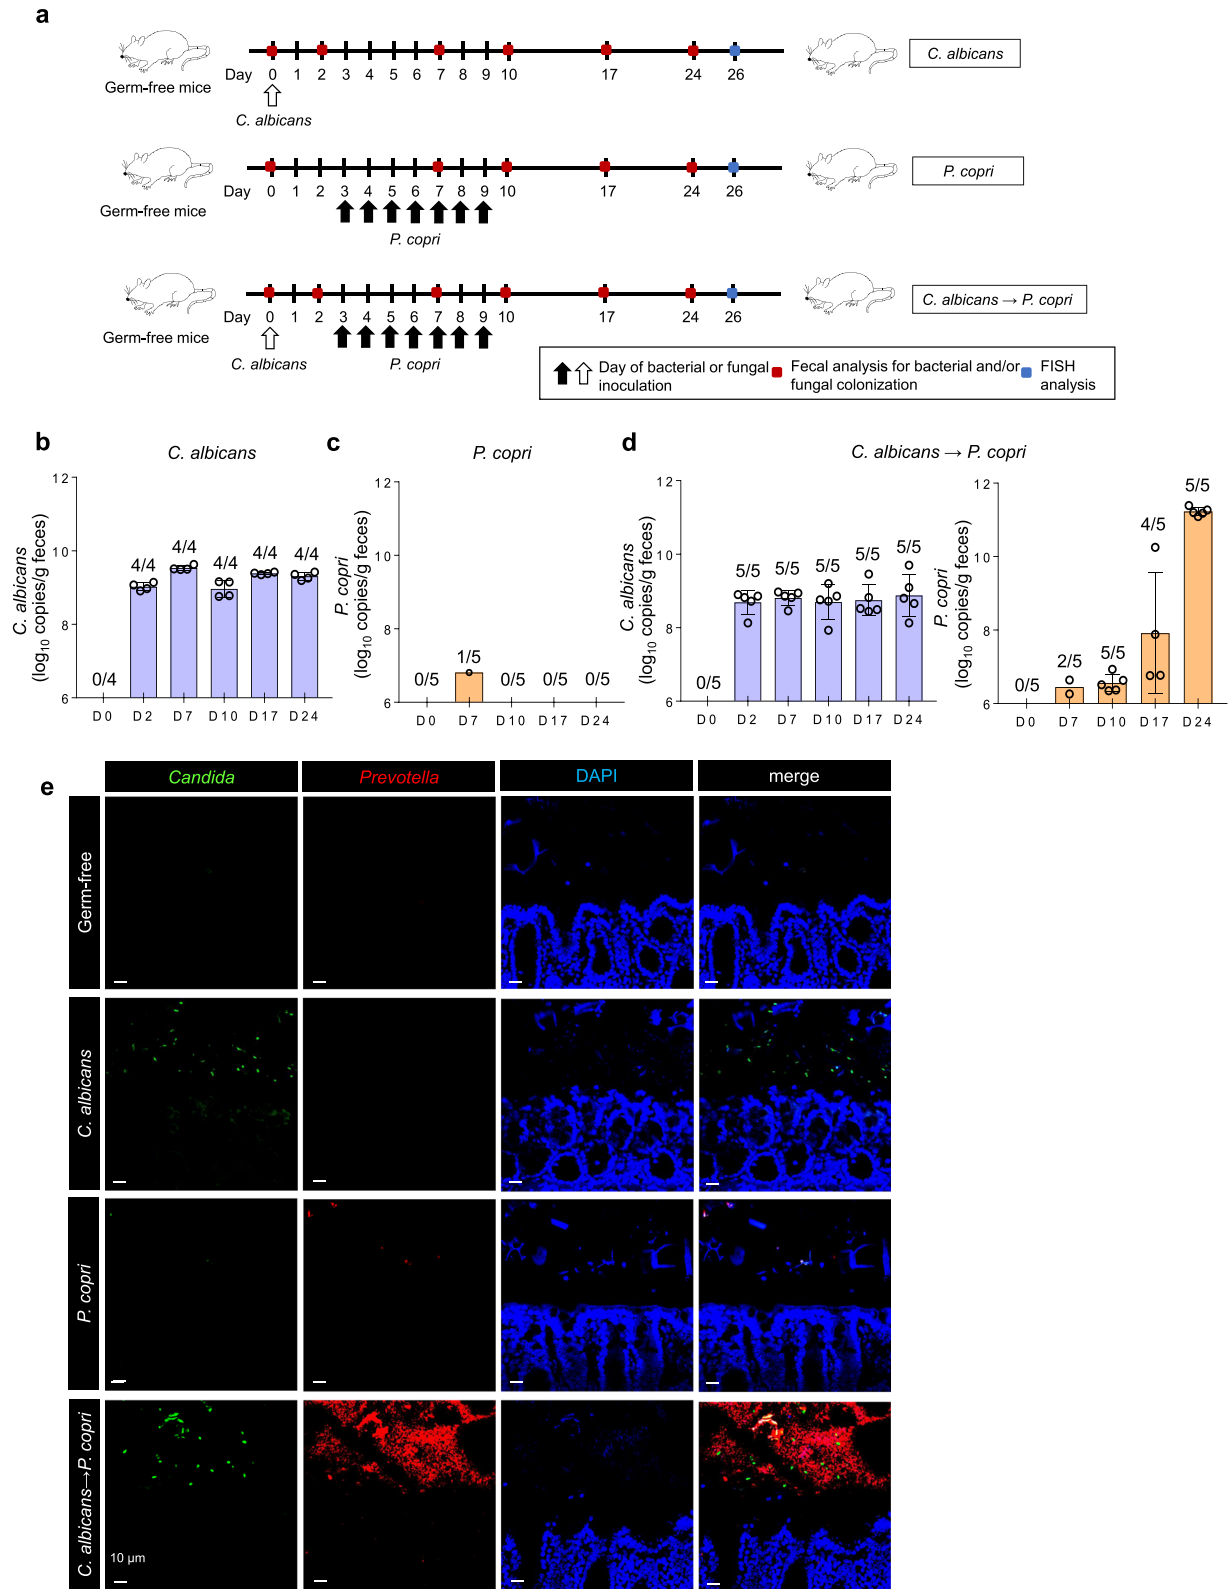 a
Germ-free mice
Day 0 1 2 3 4 5 6 7 8 9 10 17 24 26
C. albicans
C. albicans
Germ-free mice
Day 0 1 2 3 4 5 6 7 8 9 10 17 24 26
P. copri
P. copri
Germ-free mice
Day 0 1 2 3 4 5 6 7 8 9 10 17 24 26
C. albicans P. copri
C. albicans → P. copri
Day of bacterial or fungal
inoculation
Fecal analysis for bacterial and/or
fungal colonization
FISH
analysis
b
C. albicans
C. albicans
(log10 copies/g feces)
12
10
8
6
0/4 4/4 4/4 4/4 4/4 4/4
D 0 D 2 D 7 D 10 D 17 D 24
c
P. copri
P. copri
(log10 copies/g feces)
12
10
8
6
0/5 1/5 0/5 0/5 0/5
D 0 D 7 D 10 D 17 D 24
d
C. albicans → P. copri
C. albicans
(log10 copies/g feces)
12
10
8
6
0/5 5/5 5/5 5/5 5/5 5/5
D 0 D 2 D 7 D 10 D 17 D 24
P. copri
(log10 copies/g feces)
12
10
8
6
0/5 2/5 5/5 4/5 5/5
D 0 D 7 D 10 D 17 D 24
e
Candida Prevotella DAPI merge
Germ-free
C. albicans
P. copri
C. albicans→P. copri
10 μm